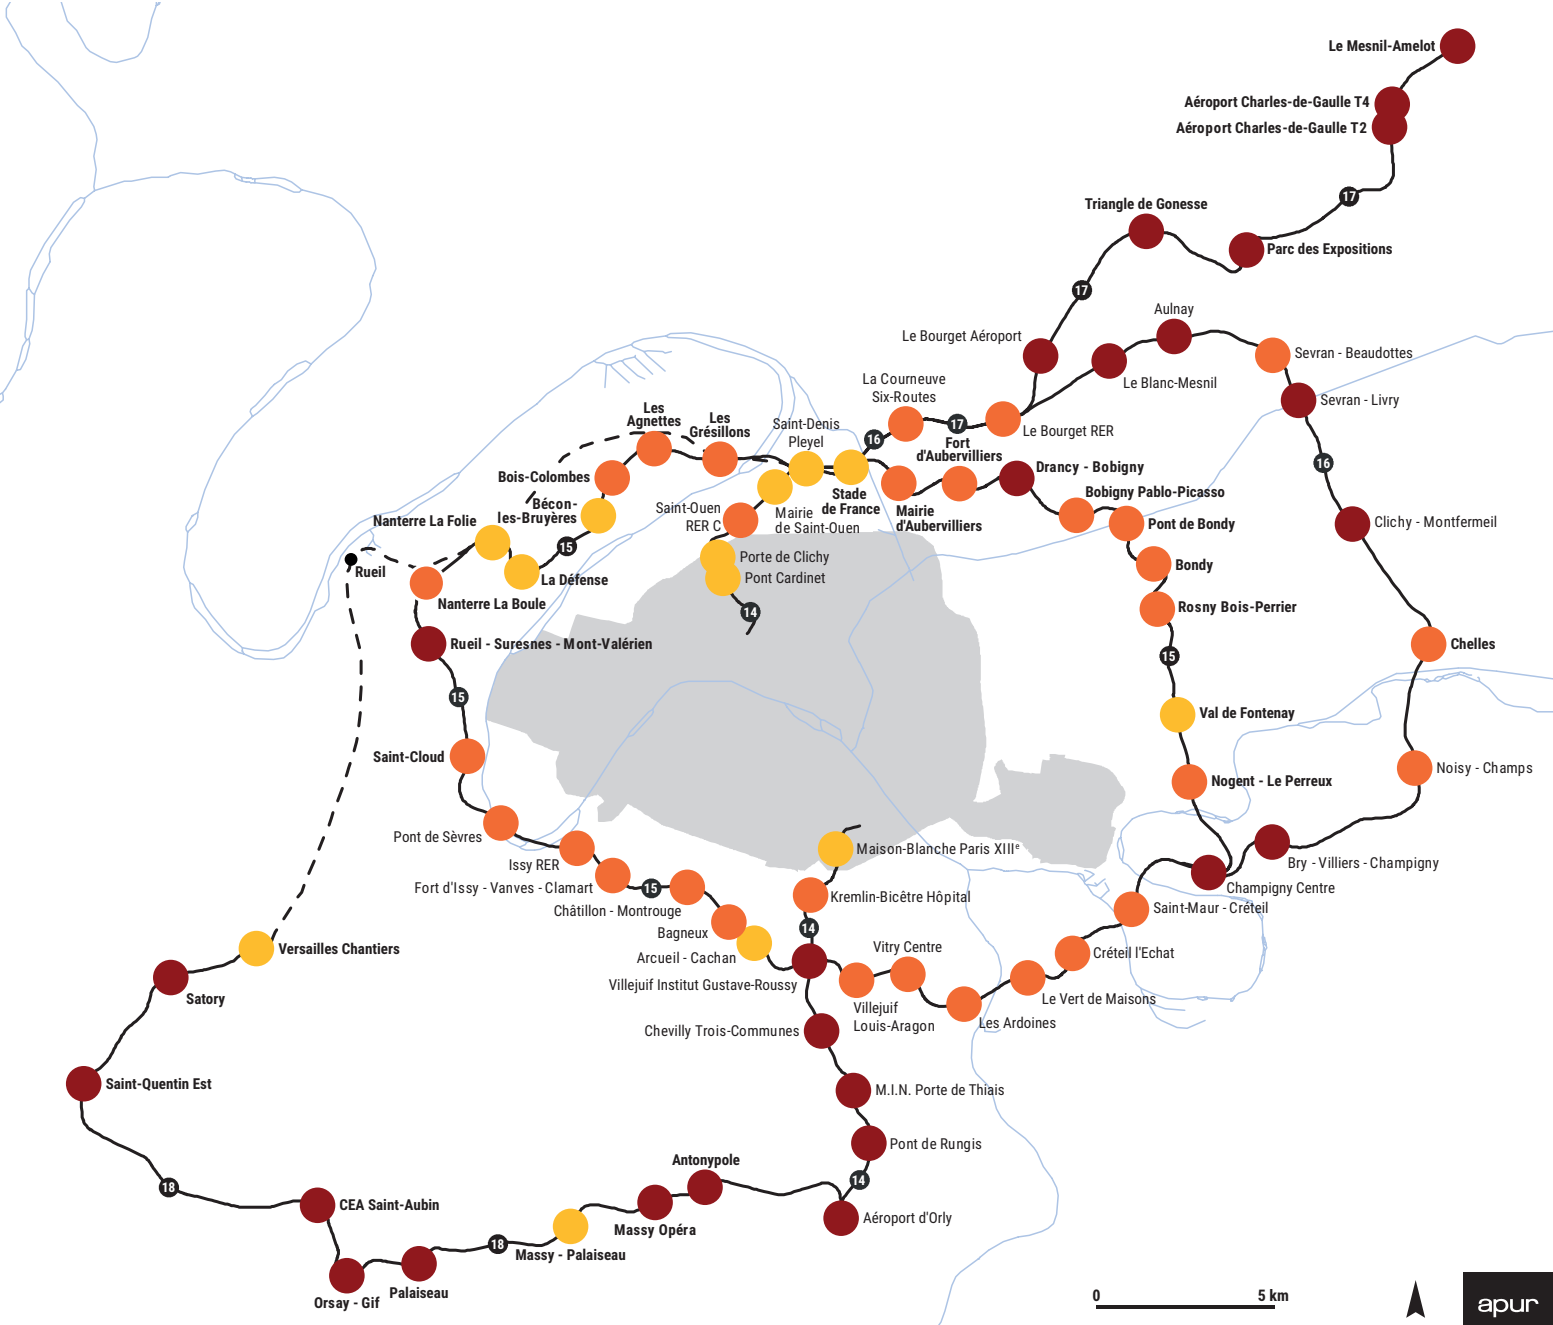 Le Mesnil-Amelot
Aéroport Charles-de-Gaulle T4
Aéroport Charles-de-Gaulle T2
17
Triangle de Gonesse
Parc des Expositions
17
Aulnay
Le Bourget Aéroport
Sevran - Beaudottes
La Courneuve
Six-Routes
Le Blanc-Mesnil
Sevran - Livry
Les
Agnettes
Les
Grésillons
Saint-Denis
Pleyel
16
17
Le Bourget RER
Fort
d'Aubervilliers
16
Bois-Colombes
Drancy - Bobigny
Bécon-
les-Bruyères
Stade
de France
Bobigny Pablo-Picasso
Saint-Ouen
RER C
Mairie
de Saint-Ouen
Mairie
d'Aubervilliers
Nanterre La Folie
Pont de Bondy
Clichy - Montfermeil
15
Porte de Clichy
Rueil
La Défense
Pont Cardinet
Bondy
Nanterre La Boule
14
Rosny Bois-Perrier
Rueil - Suresnes - Mont-Valérien
15
Chelles
15
Val de Fontenay
Saint-Cloud
Nogent - Le Perreux
Noisy - Champs
Pont de Sèvres
Maison-Blanche Paris XIIIe
Issy RER
Bry - Villiers - Champigny
Fort d'Issy - Vanves - Clamart
15
Champigny Centre
Châtillon - Montrouge
Kremlin-Bicêtre Hôpital
Saint-Maur - Créteil
Bagneux
14
Versailles Chantiers
Arcueil - Cachan
Vitry Centre
Créteil l'Echat
Satory
Villejuif Institut Gustave-Roussy
Le Vert de Maisons
Villejuif
Louis-Aragon
Les Ardoines
Chevilly Trois-Communes
Saint-Quentin Est
M.I.N. Porte de Thiais
Pont de Rungis
Antonypole
14
18
CEA Saint-Aubin
Massy Opéra
Aéroport d'Orly
18
Massy - Palaiseau
Palaiseau
Orsay - Gif
0
5 km
apur